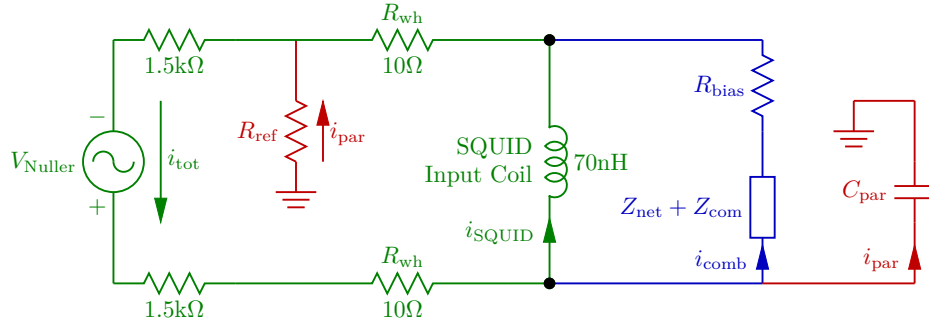 R_wh
1.5kΩ
10Ω
−
V_Nuller
+
i_tot
R_ref
i_par
SQUID
Input Coil
70nH
i_SQUID
R_bias
Z_net + Z_com
i_comb
C_par
i_par
R_wh
1.5kΩ
10Ω